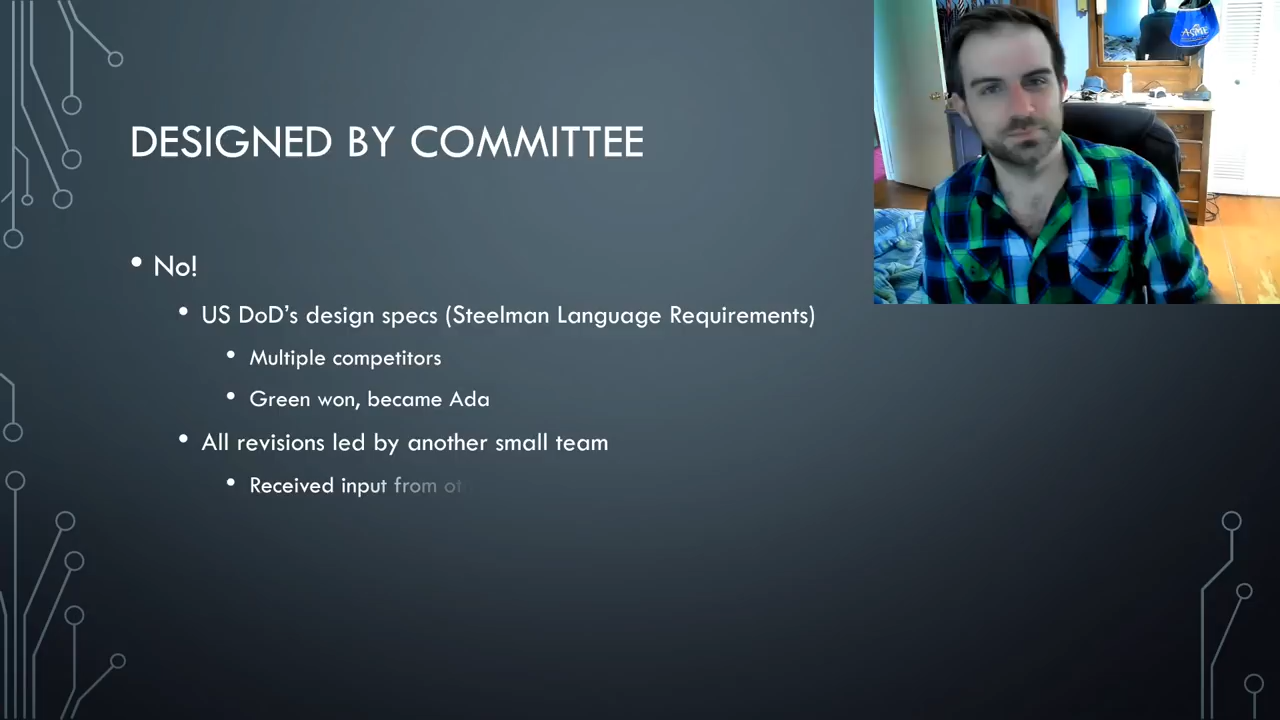 ACME
DESIGNED BY COMMITTEE
• No!
• US DoD's design specs (Steelman Language Requirements)
• Multiple competitors
• Green won, became Ada
• All revisions led by another small team
• Received input from